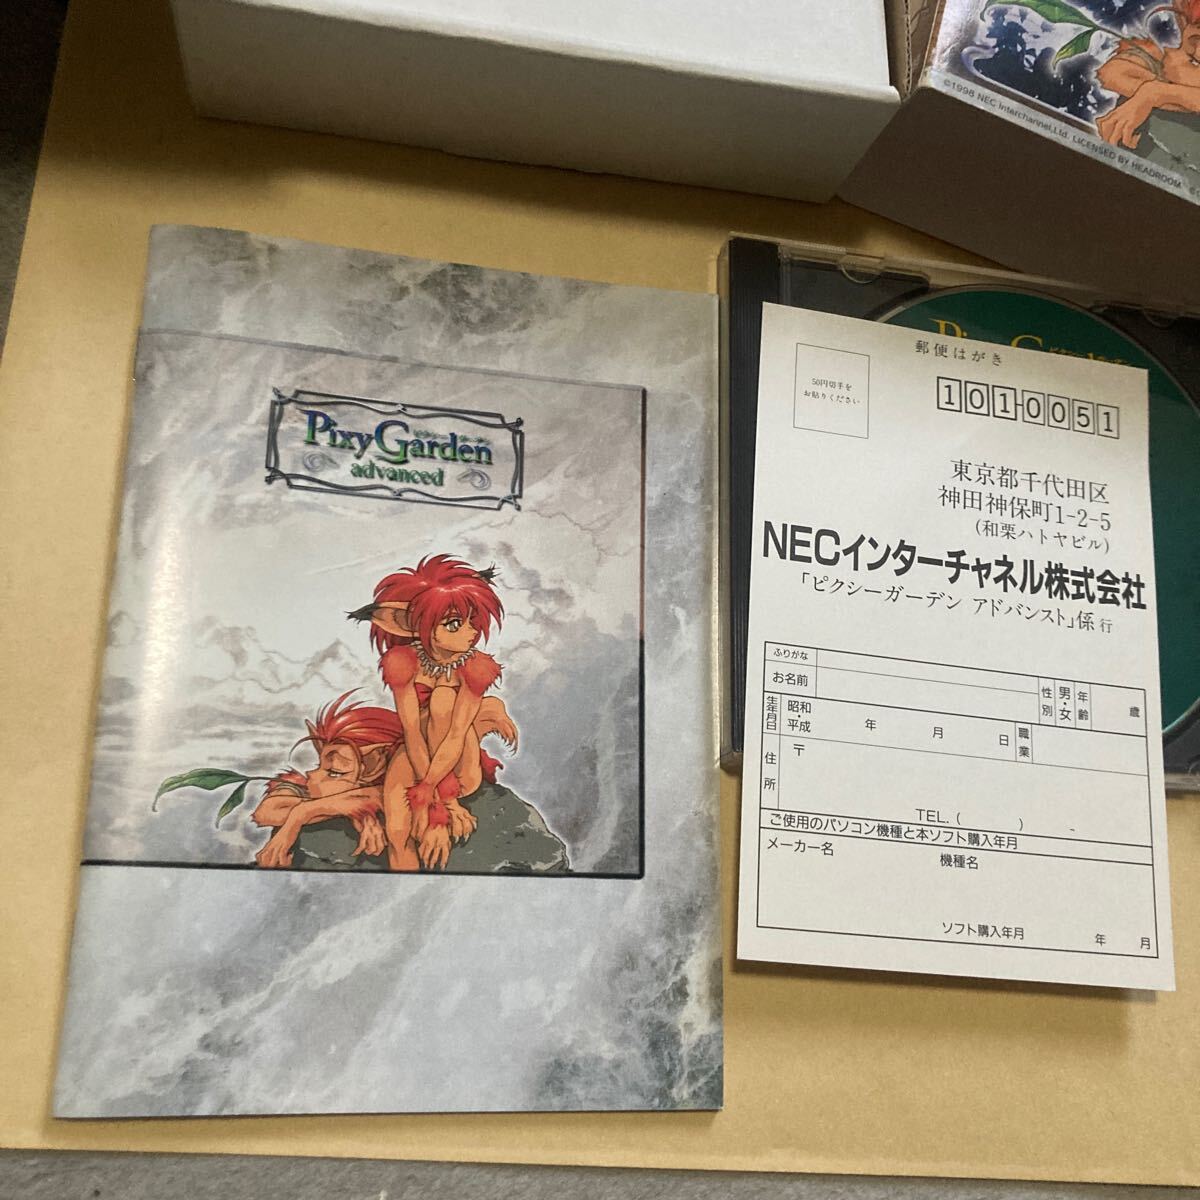 ©1998 NEC Interchannel,Ltd. LICENSED BY HEADROOM
Pixy Garden
advanced
郵便はがき
50円切手を
お貼りください
101-0051
東京都千代田区
神田神保町1-2-5
(和栗ハトヤビル)
NECインターチャネル株式会社
「ピクシーガーデン アドバンスト」係 行
ふりがな
お名前
性別
男・女
年齢
歳
生年月日
昭和・平成
年 月 日
職業
住所
〒
TEL. ( ) -
ご使用のパソコン機種と本ソフト購入年月
メーカー名
機種名
ソフト購入年月 年 月